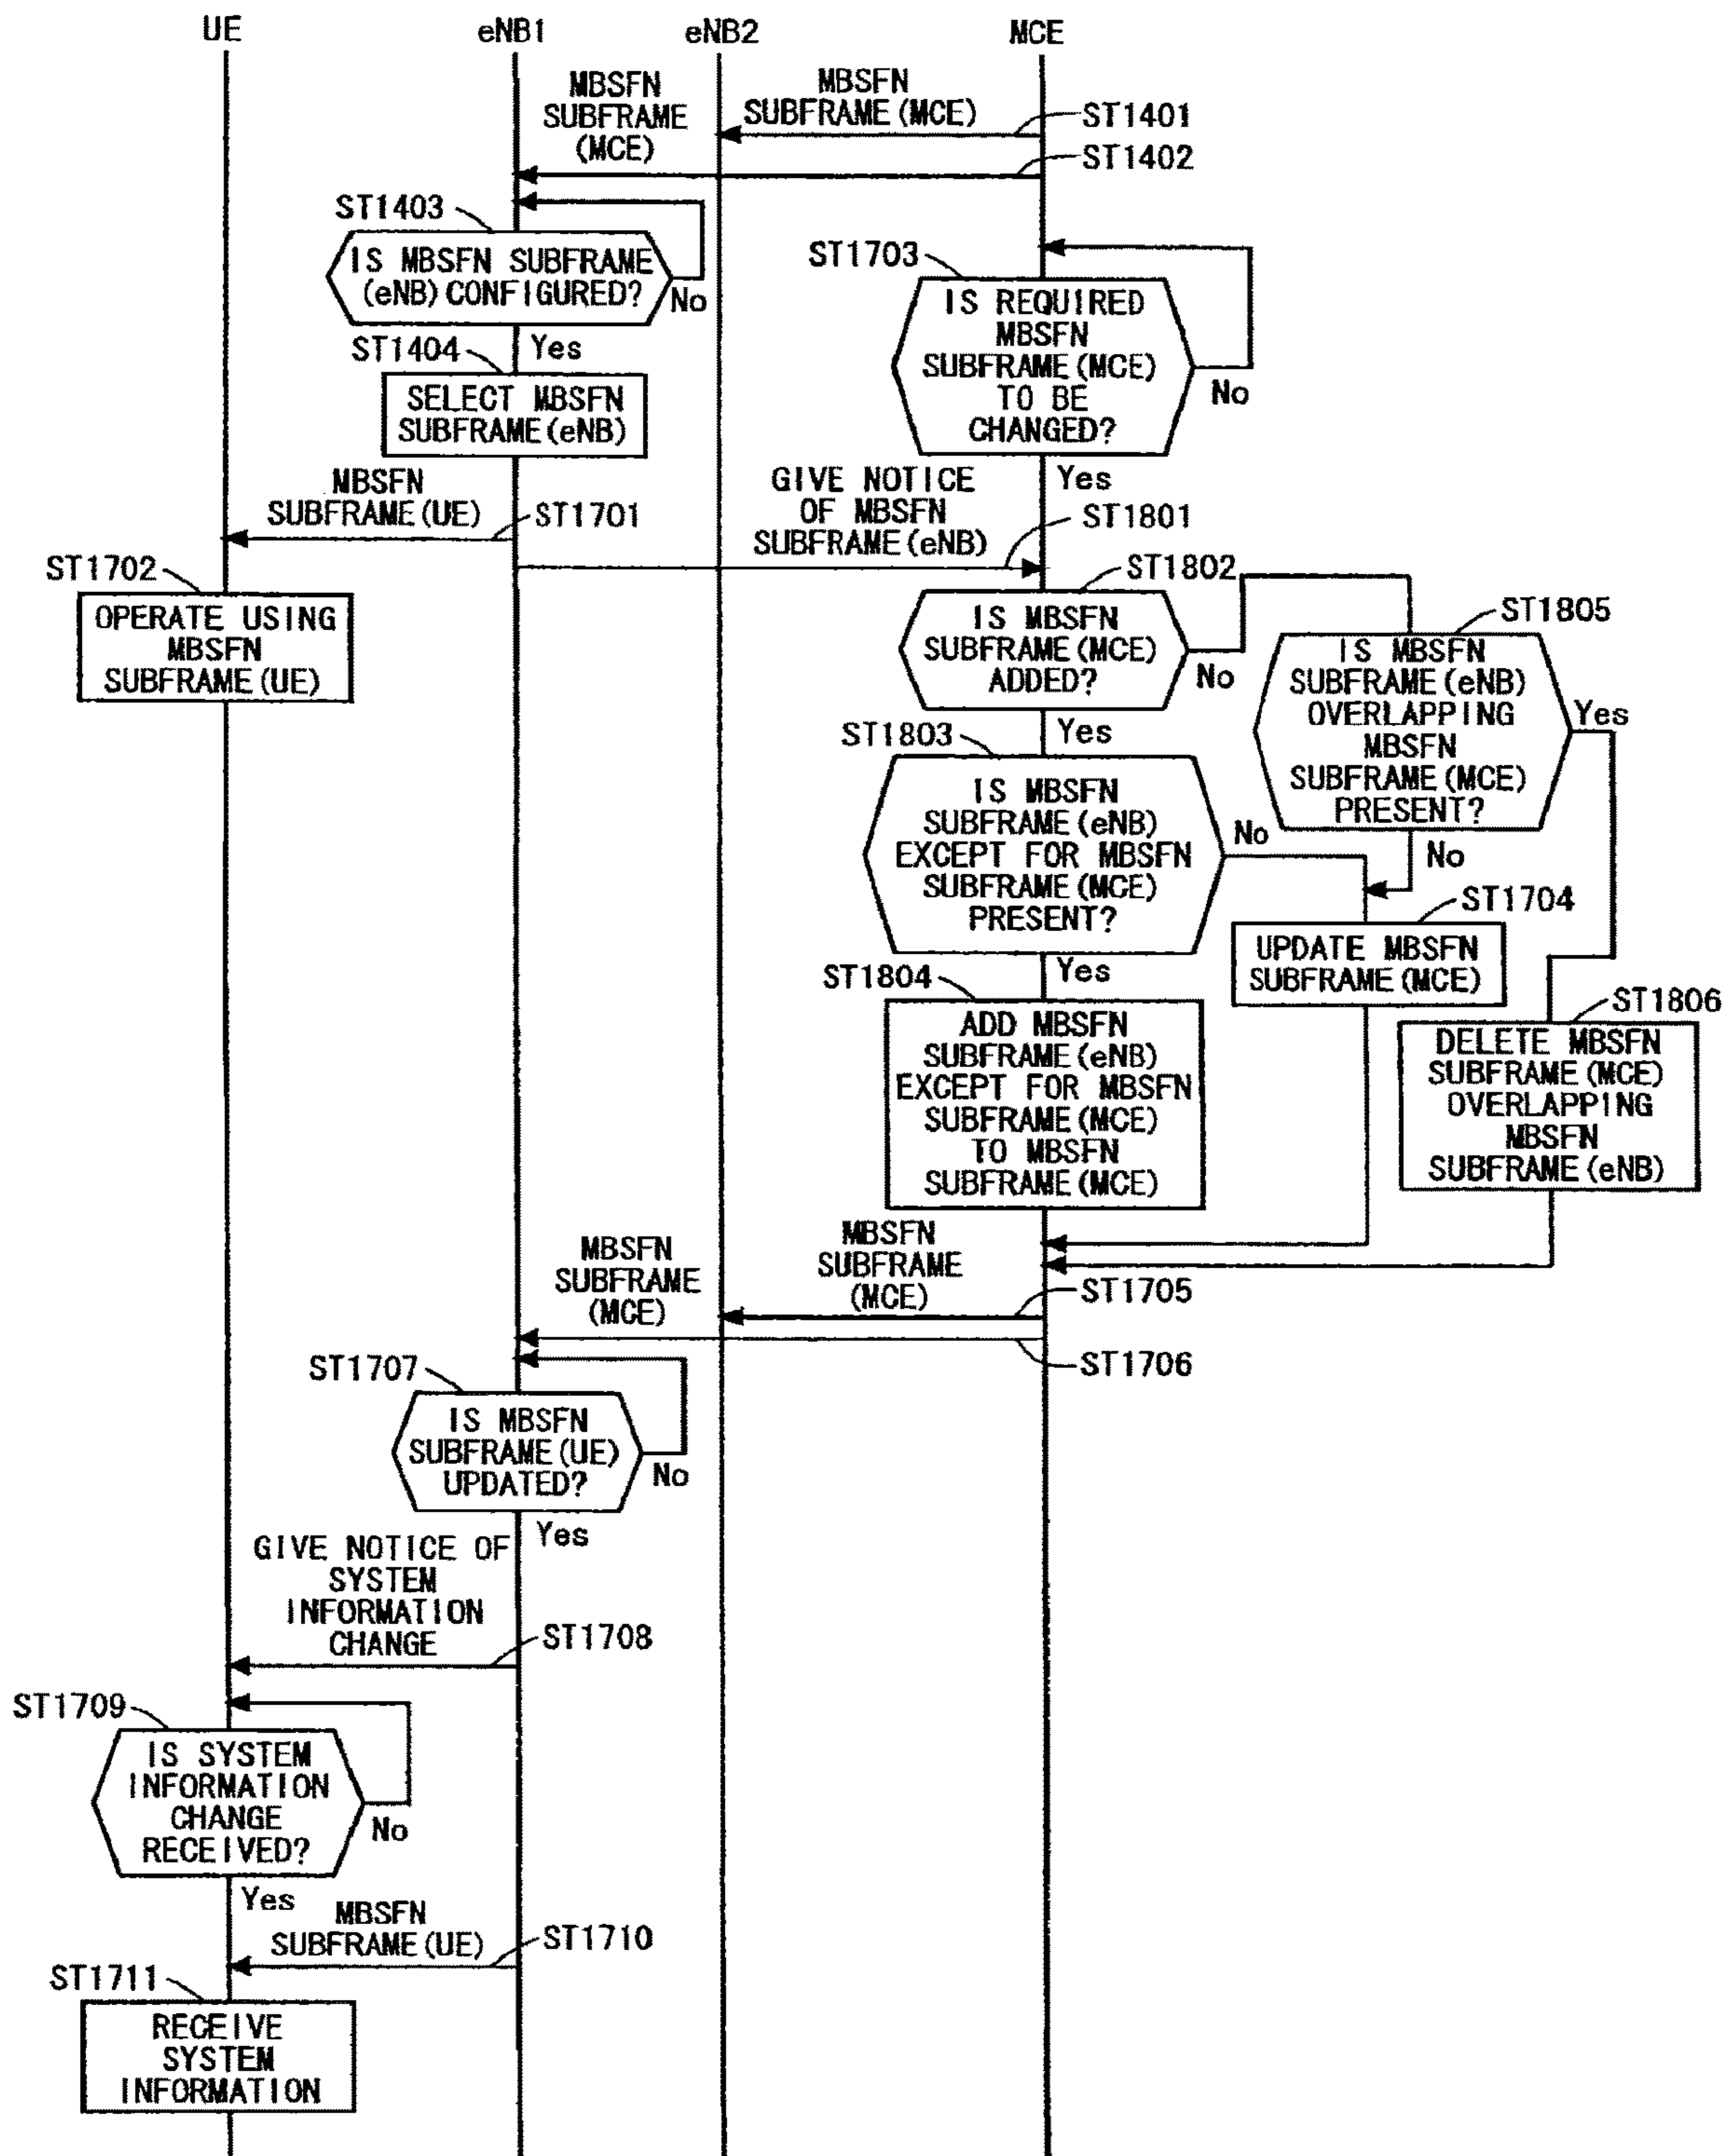 UE
eNB1
eNB2
MCE
MBSFN
SUBFRAME
(MCE)
MBSFN
SUBFRAME(MCE)
ST1401
ST1402
ST1403
IS MBSFN SUBFRAME
(eNB)CONFIGURED?
No
Yes
ST1404
SELECT MBSFN
SUBFRAME(eNB)
ST1703
IS REQUIRED
MBSFN
SUBFRAME(MCE)
TO BE
CHANGED?
No
Yes
MBSFN
SUBFRAME(UE)
ST1701
GIVE NOTICE
OF MBSFN
SUBFRAME(eNB)
ST1801
ST1702
OPERATE USING
MBSFN
SUBFRAME(UE)
ST1802
IS MBSFN
SUBFRAME(MCE)
ADDED?
No
Yes
ST1805
IS MBSFN
SUBFRAME(eNB)
OVERLAPPING
MBSFN
SUBFRAME(MCE)
PRESENT?
Yes
No
ST1803
IS MBSFN
SUBFRAME(eNB)
EXCEPT FOR MBSFN
SUBFRAME(MCE)
PRESENT?
No
Yes
ST1704
UPDATE MBSFN
SUBFRAME(MCE)
ST1804
ADD MBSFN
SUBFRAME(eNB)
EXCEPT FOR MBSFN
SUBFRAME(MCE)
TO MBSFN
SUBFRAME(MCE)
ST1806
DELETE MBSFN
SUBFRAME(MCE)
OVERLAPPING
MBSFN
SUBFRAME(eNB)
MBSFN
SUBFRAME
(MCE)
MBSFN
SUBFRAME
(MCE)
ST1705
ST1706
ST1707
IS MBSFN
SUBFRAME(UE)
UPDATED?
No
Yes
GIVE NOTICE OF
SYSTEM
INFORMATION
CHANGE
ST1708
ST1709
IS SYSTEM
INFORMATION
CHANGE
RECEIVED?
No
Yes
MBSFN
SUBFRAME(UE)
ST1710
ST1711
RECEIVE
SYSTEM
INFORMATION